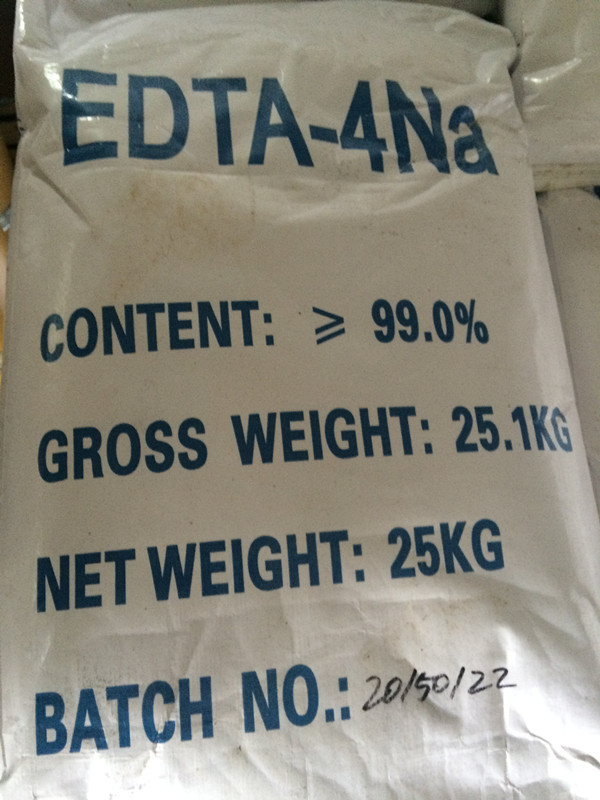 EDTA-4Na
CONTENT: ⩾ 99.0%
GROSS WEIGHT: 25.1KG
NET WEIGHT: 25KG
BATCH NO.: 20150122